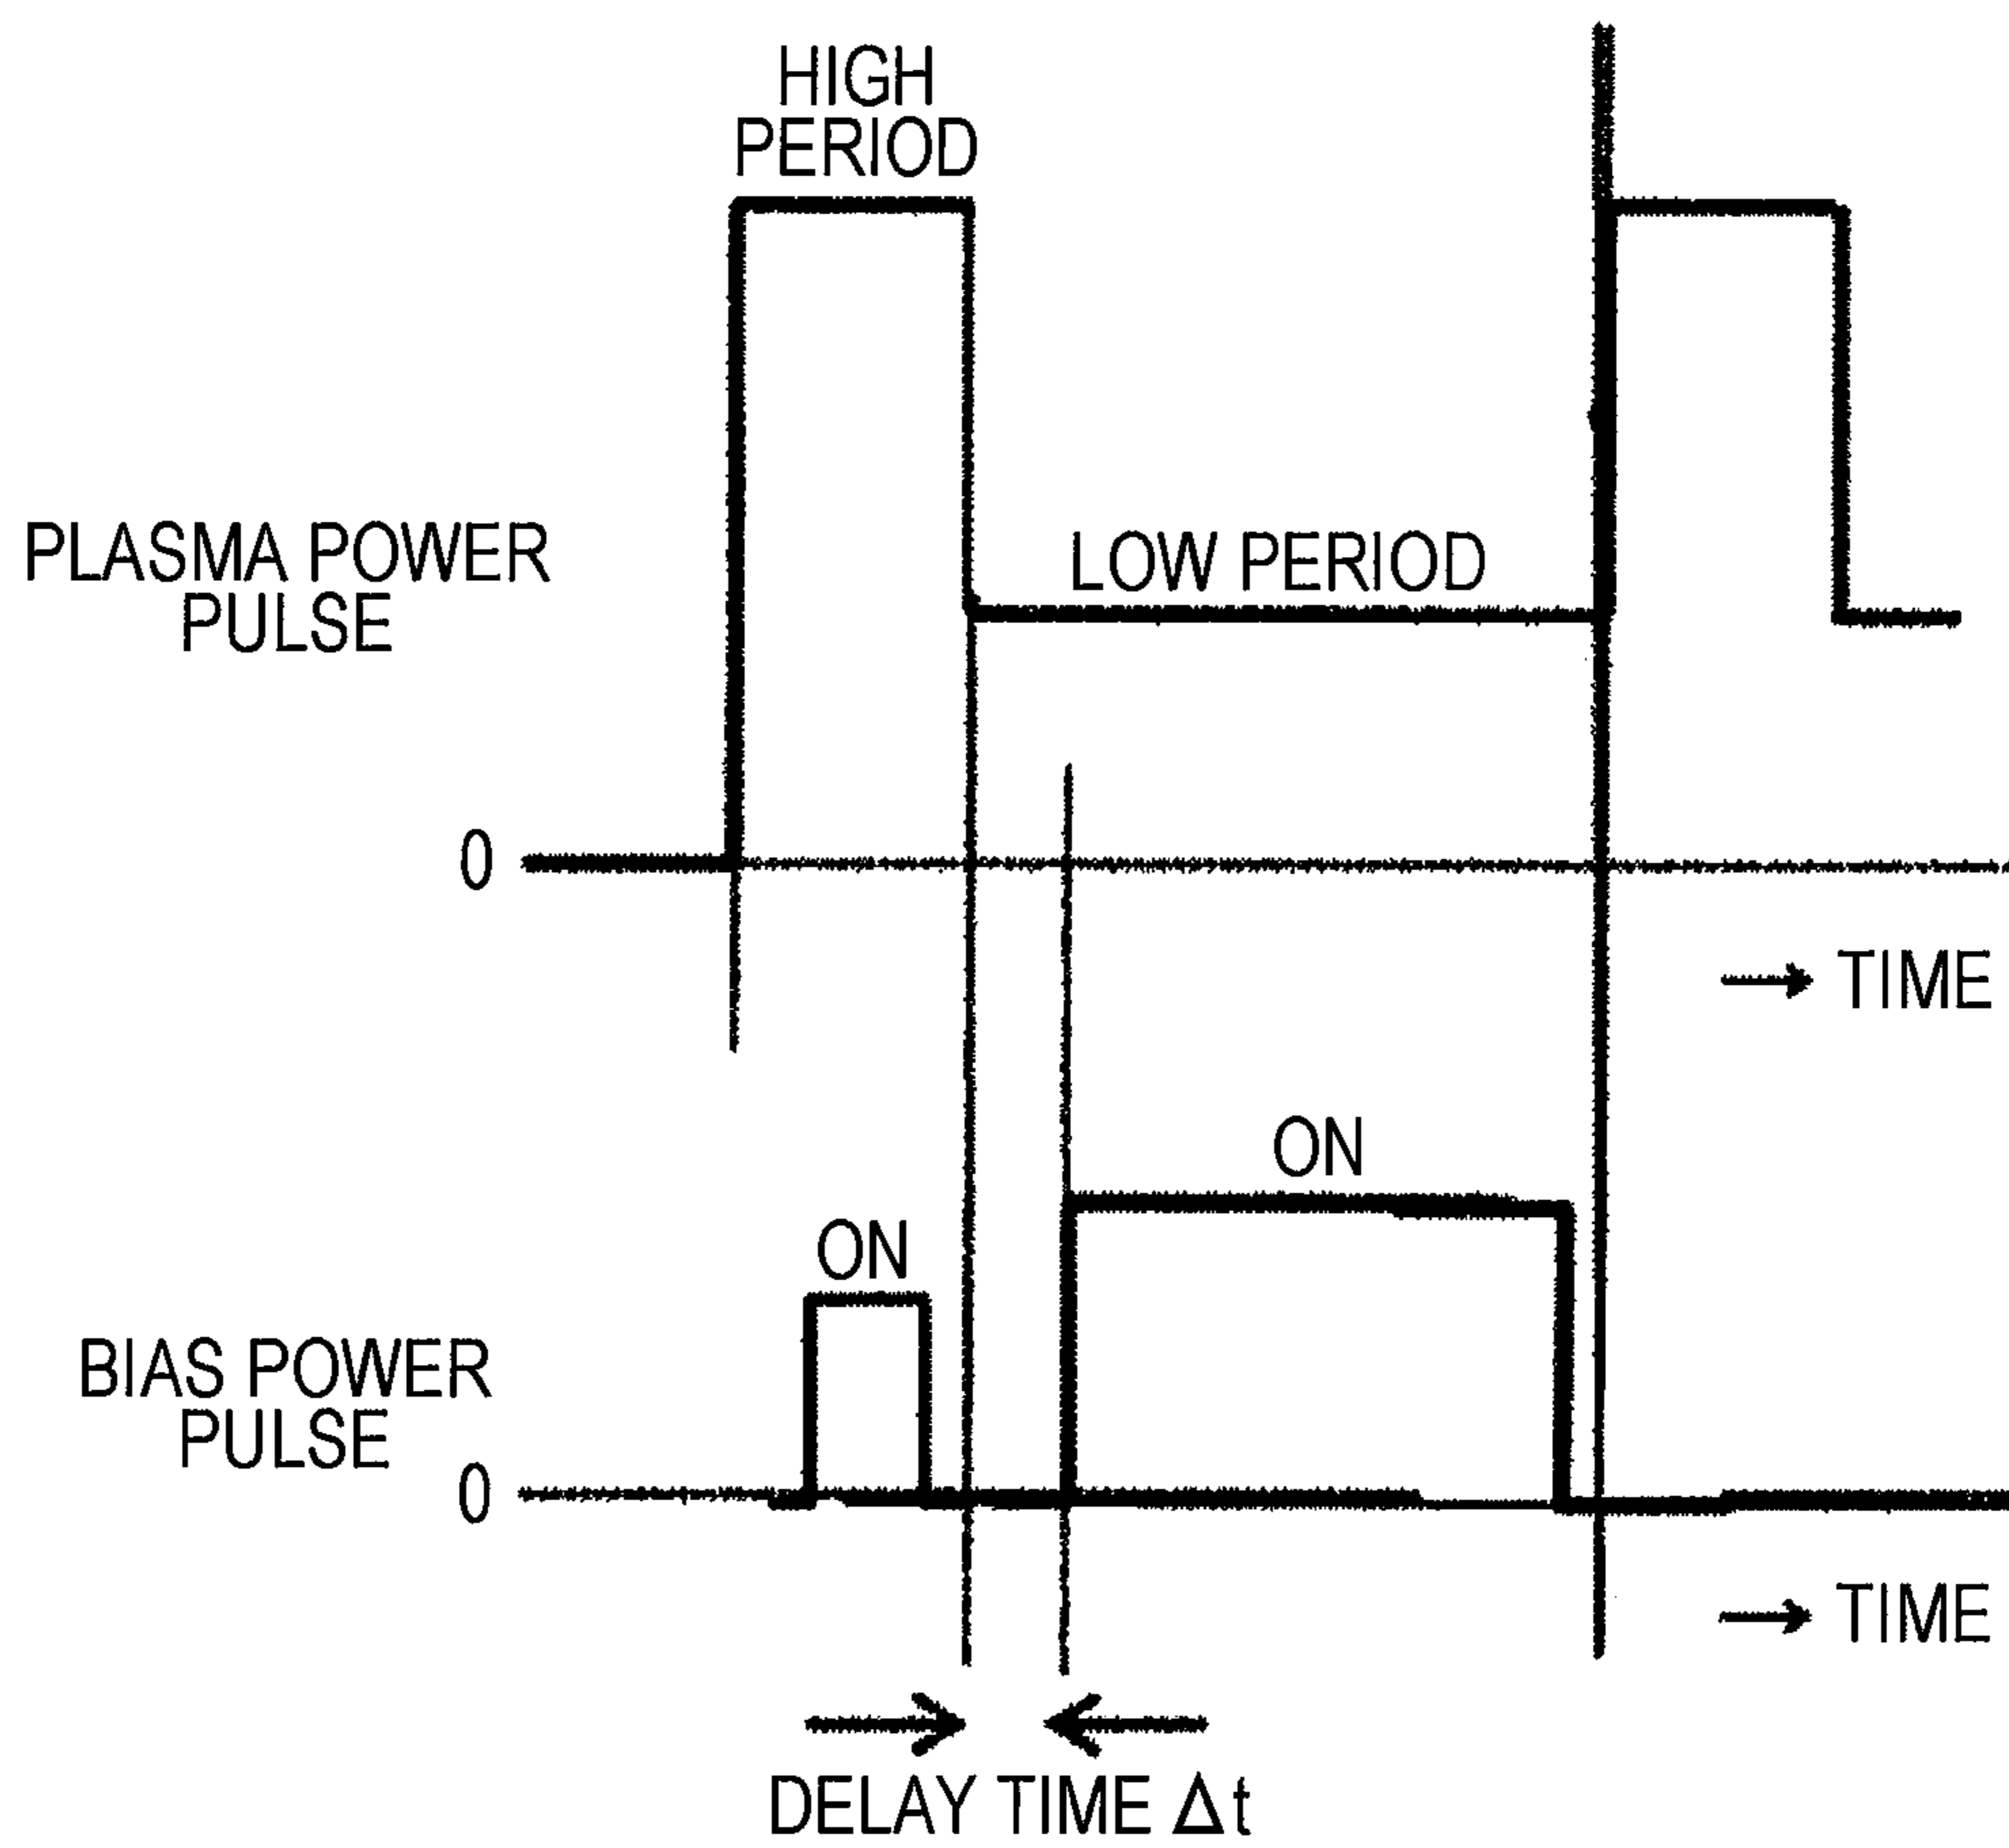 HIGH
PERIOD
PLASMA POWER
PULSE
LOW PERIOD
0
→ TIME
ON
ON
BIAS POWER
PULSE
0
→ TIME
DELAY TIME Δt